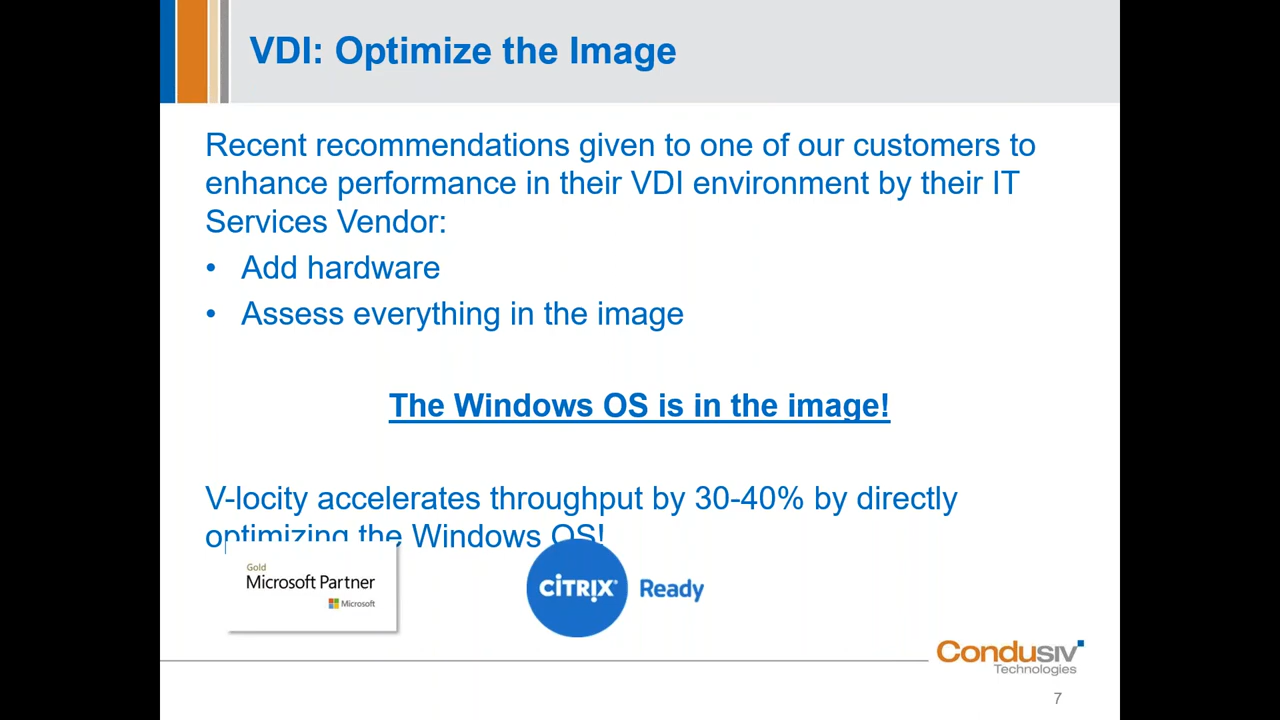 VDI: Optimize the Image
Recent recommendations given to one of our customers to
enhance performance in their VDI environment by their IT
Services Vendor:
• Add hardware
• Assess everything in the image
The Windows OS is in the image!
V-locity accelerates throughput by 30-40% by directly
optimizing the Windows OS!
Gold
Microsoft Partner
Microsoft
CiTRIX® Ready
Condusiv
Technologies
7